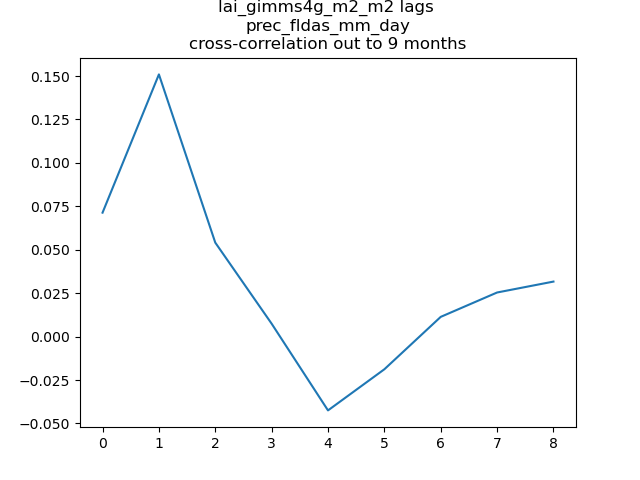 lai_gimms4g_m2_m2 lags
prec_fldas_mm_day
cross-correlation out to 9 months
0.150
0.125
0.100
0.075
0.050
0.025
0.000
−0.025
−0.050
0 1 2 3 4 5 6 7 8